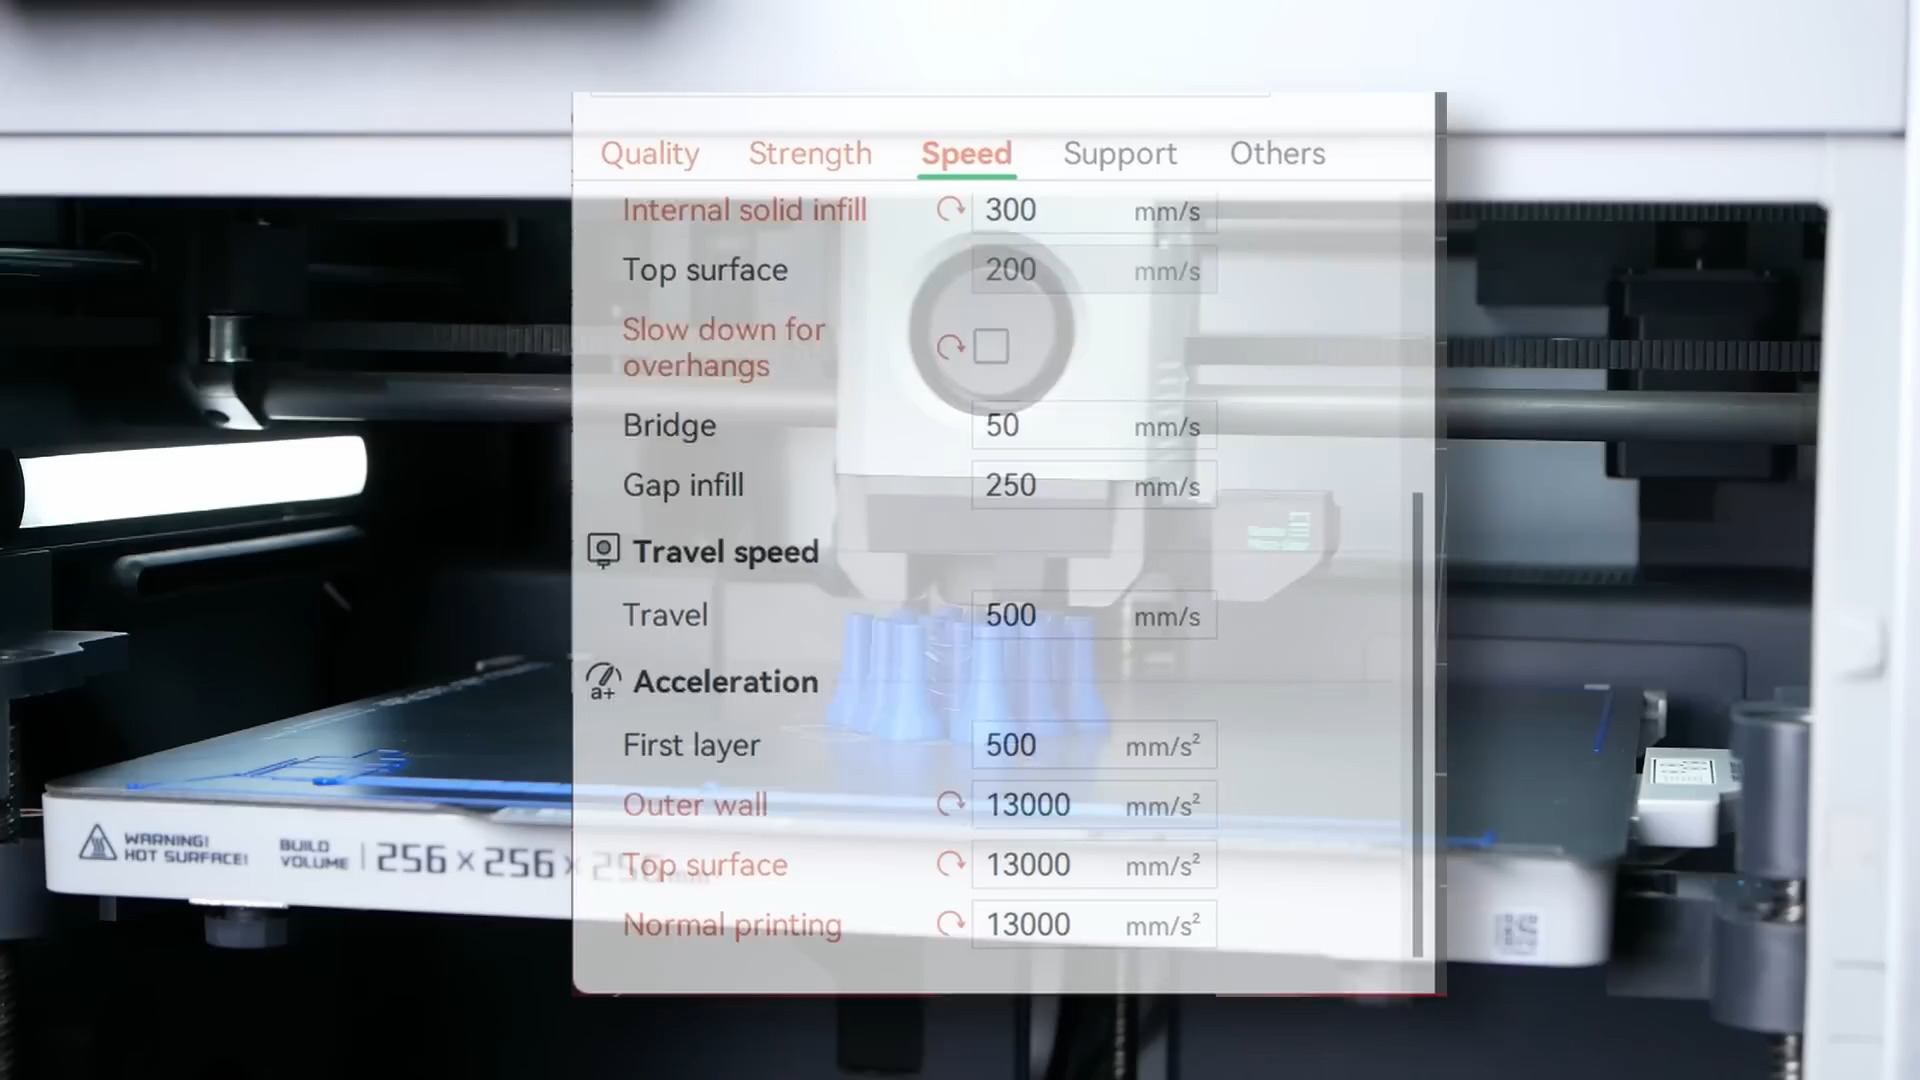 Quality Strength Speed Support Others
Internal solid infill 300 mm/s
Top surface 200 mm/s
Slow down for
overhangs
Bridge 50 mm/s
Gap infill 250 mm/s
Travel speed
Travel 500 mm/s
a+ Acceleration
First layer 500 mm/s²
Outer wall 13000 mm/s²
Top surface 13000 mm/s²
Normal printing 13000 mm/s²
WARNING!
HOT SURFACE!
BUILD
VOLUME
256 × 256 × 256 mm